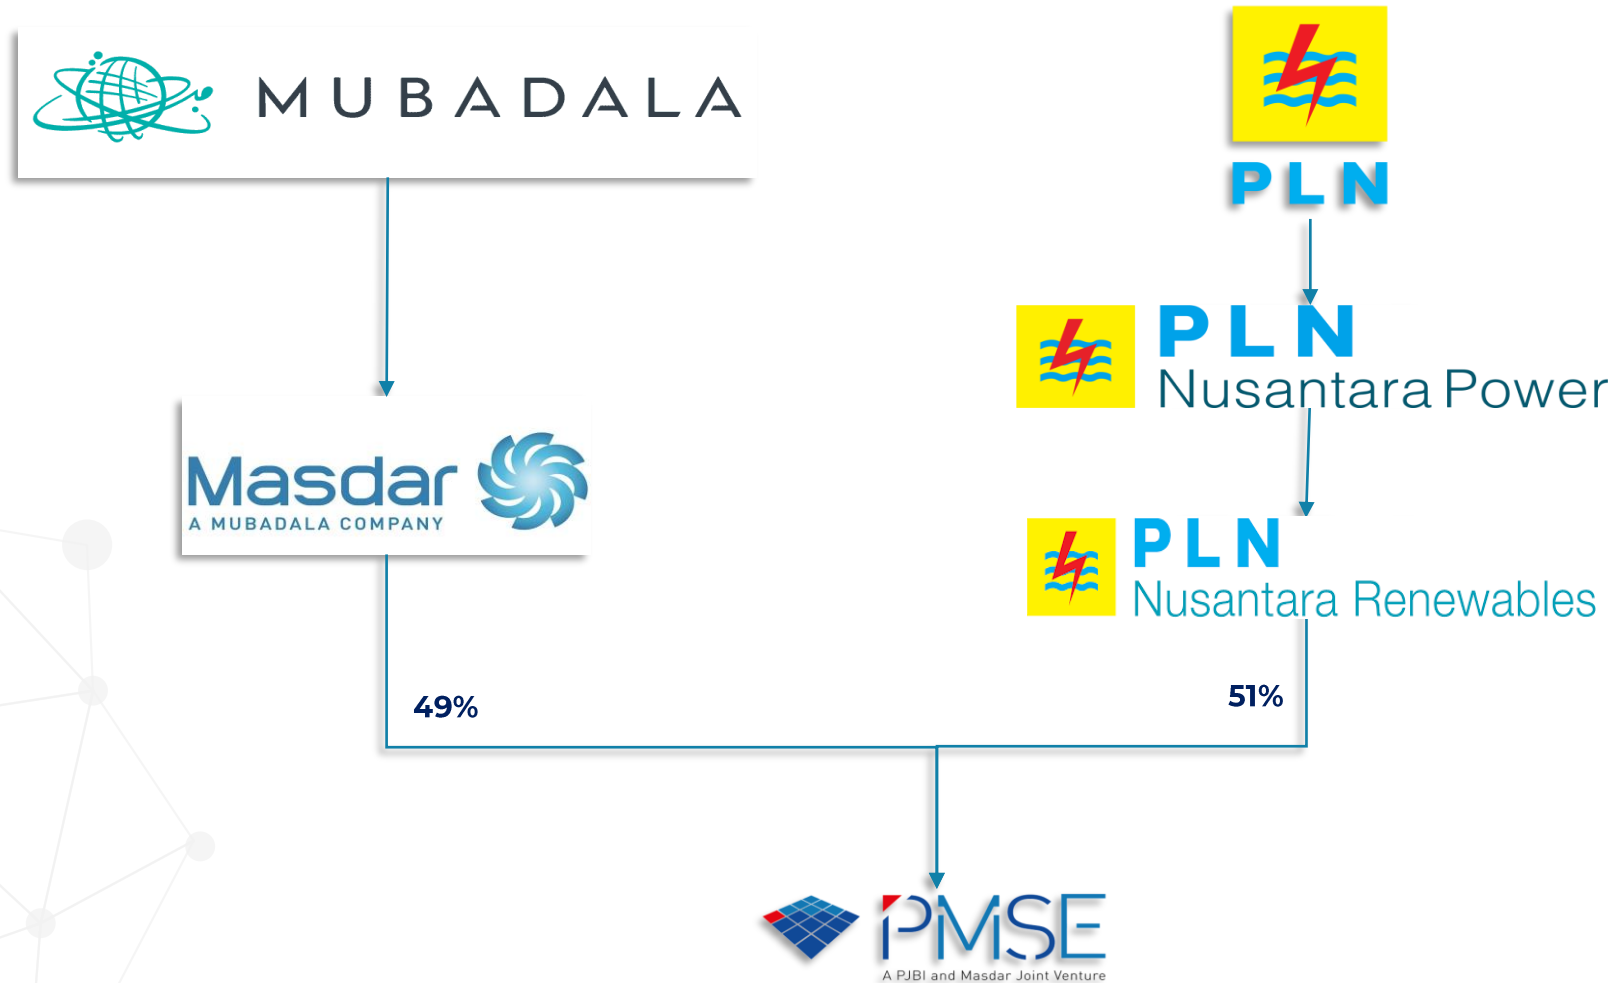 MUBADALA
PLN
PLN
Nusantara Power
Masdar
A MUBADALA COMPANY
PLN
Nusantara Renewables
49%
51%
PMSE
A PJBI and Masdar Joint Venture